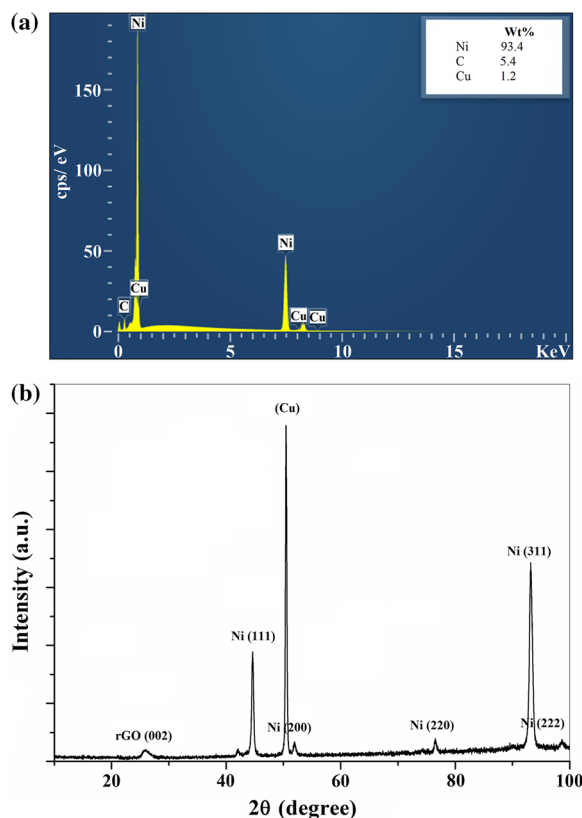 (a)
Ni
Wt%
Ni 93.4
C 5.4
Cu 1.2
150
100
50
0
cps/ eV
Ni
Cu
C
Cu
Cu
0 5 10 15 KeV
(b)
(Cu)
Ni (311)
Ni (111)
Ni (200)
Ni (220)
Ni (222)
rGO (002)
Intensity (a.u.)
20 40 60 80 100
2θ (degree)